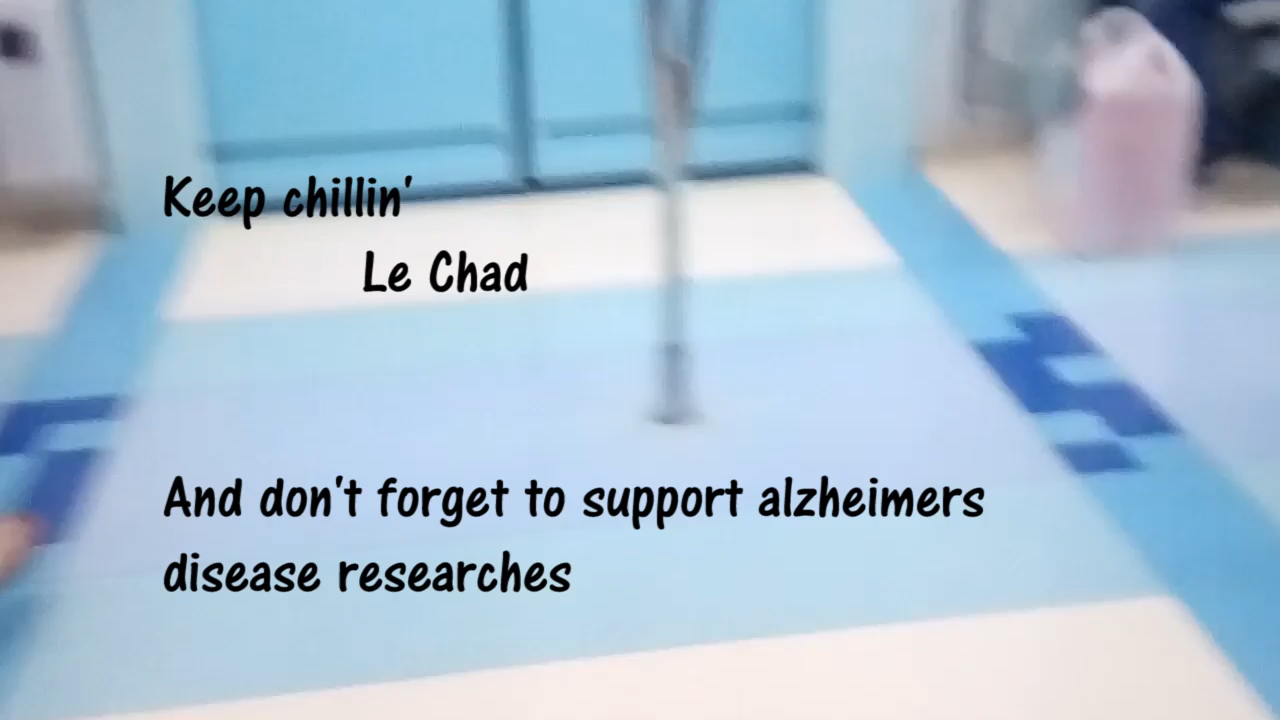 Keep chillin'
Le Chad
And don't forget to support alzheimers
disease researches